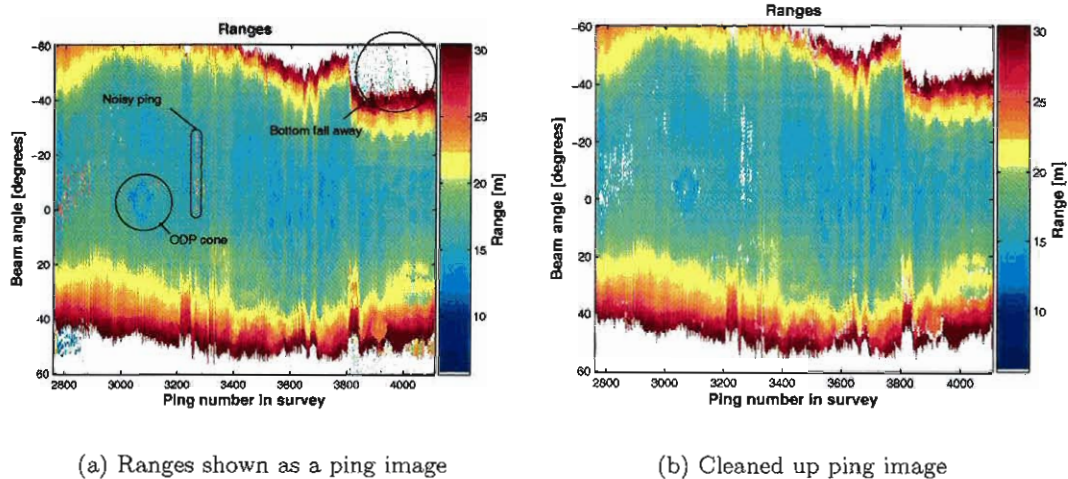 Ranges
-60
-40
-20
0
20
40
60
Beam angle [degrees]
Noisy ping
Bottom fall away
ODP cone
2800 3000 3200 3400 3600 3800 4000
Ping number in survey
30
25
20
15
10
Range [m]
(a) Ranges shown as a ping image
Ranges
-60
-40
-20
0
20
40
60
Beam angle [degrees]
2800 3000 3200 3400 3600 3800 4000
Ping number in survey
30
25
20
15
10
Range [m]
(b) Cleaned up ping image